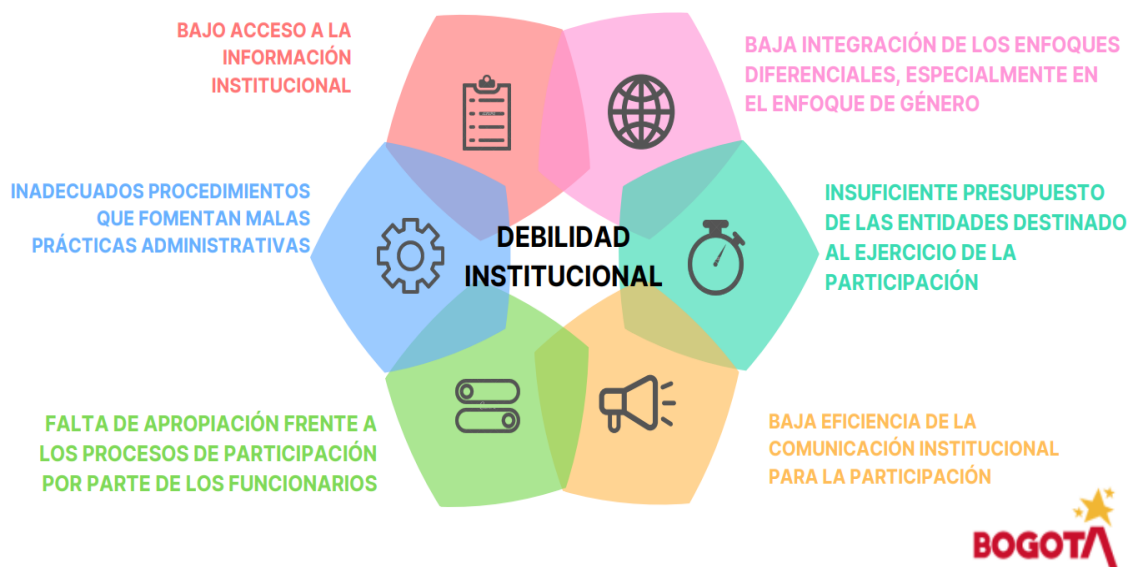 BAJO ACCESO A LA
INFORMACIÓN
INSTITUCIONAL
BAJA INTEGRACIÓN DE LOS ENFOQUES
DIFERENCIALES, ESPECIALMENTE EN
EL ENFOQUE DE GÉNERO
INADECUADOS PROCEDIMIENTOS
QUE FOMENTAN MALAS
PRÁCTICAS ADMINISTRATIVAS
DEBILIDAD
INSTITUCIONAL
INSUFICIENTE PRESUPUESTO
DE LAS ENTIDADES DESTINADO
AL EJERCICIO DE LA
PARTICIPACIÓN
FALTA DE APROPIACIÓN FRENTE A
LOS PROCESOS DE PARTICIPACIÓN
POR PARTE DE LOS FUNCIONARIOS
BAJA EFICIENCIA DE LA
COMUNICACIÓN INSTITUCIONAL
PARA LA PARTICIPACIÓN
BOGOTA